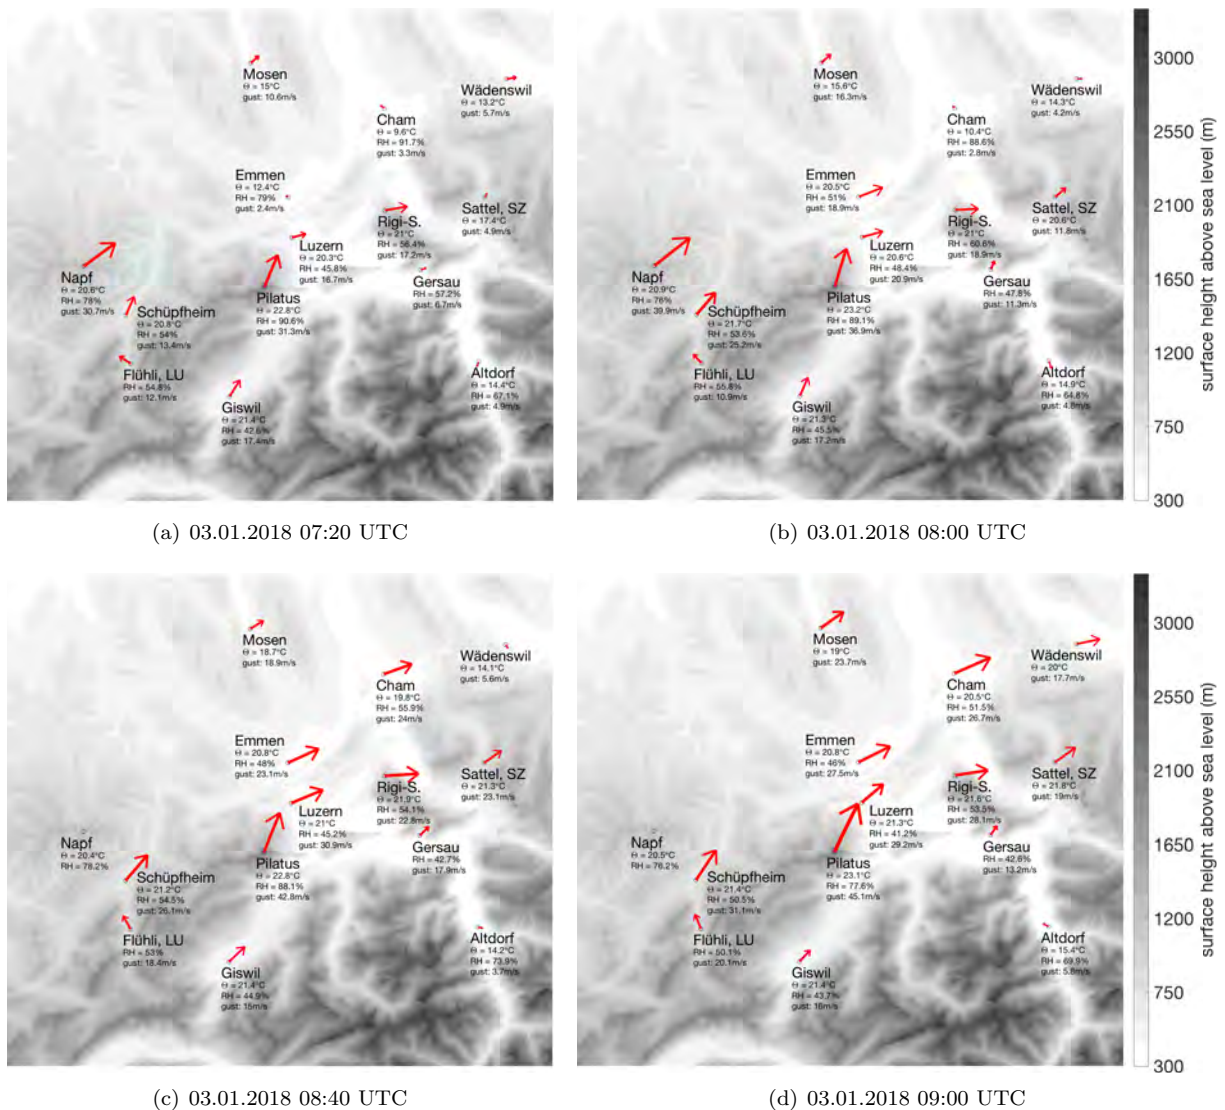 Mosen
Θ = 15°C
gust: 10.6m/s
Wädenswil
Θ = 13.2°C
gust: 5.7m/s
Cham
Θ = 9.6°C
RH = 91.7%
gust: 3.3m/s
Emmen
Θ = 12.4°C
RH = 79%
gust: 2.4m/s
Rigi-S.
Θ = 21°C
RH = 56.4%
gust: 17.2m/s
Sattel, SZ
Θ = 17.4°C
gust: 4.9m/s
Luzern
Θ = 20.3°C
RH = 45.8%
gust: 16.7m/s
Napf
Θ = 20.6°C
RH = 78%
gust: 30.7m/s
Gersau
RH = 57.2%
gust: 6.7m/s
Pilatus
Θ = 22.8°C
RH = 90.6%
gust: 31.3m/s
Schüpfheim
Θ = 20.8°C
RH = 54%
gust: 13.4m/s
Flühli, LU
RH = 54.8%
gust: 12.1m/s
Altdorf
Θ = 14.4°C
RH = 67.1%
gust: 4.9m/s
Giswil
Θ = 21.4°C
RH = 42.6%
gust: 17.4m/s
(a) 03.01.2018 07:20 UTC
Mosen
Θ = 15.6°C
gust: 16.3m/s
Wädenswil
Θ = 14.3°C
gust: 4.2m/s
Cham
Θ = 10.4°C
RH = 88.6%
gust: 2.8m/s
Emmen
Θ = 20.5°C
RH = 51%
gust: 18.9m/s
Rigi-S.
Θ = 21°C
RH = 60.6%
gust: 18.9m/s
Sattel, SZ
Θ = 20.6°C
gust: 11.8m/s
Luzern
Θ = 20.6°C
RH = 48.4%
gust: 20.9m/s
Napf
Θ = 20.9°C
RH = 76%
gust: 39.9m/s
Gersau
RH = 47.8%
gust: 11.3m/s
Pilatus
Θ = 23.2°C
RH = 89.1%
gust: 36.9m/s
Schüpfheim
Θ = 21.7°C
RH = 53.6%
gust: 25.2m/s
Flühli, LU
RH = 55.8%
gust: 10.9m/s
Altdorf
Θ = 14.9°C
RH = 64.8%
gust: 4.8m/s
Giswil
Θ = 21.3°C
RH = 45.5%
gust: 17.2m/s
(b) 03.01.2018 08:00 UTC
3000
2550
2100
1650
1200
750
300
surface height above sea level (m)
Mosen
Θ = 18.7°C
gust: 18.9m/s
Wädenswil
Θ = 14.1°C
gust: 5.6m/s
Cham
Θ = 19.8°C
RH = 55.9%
gust: 24m/s
Emmen
Θ = 20.8°C
RH = 48%
gust: 23.1m/s
Rigi-S.
Θ = 21.9°C
RH = 54.1%
gust: 22.8m/s
Sattel, SZ
Θ = 21.3°C
gust: 23.1m/s
Luzern
Θ = 21°C
RH = 45.2%
gust: 30.9m/s
Napf
Θ = 20.4°C
RH = 78.2%
Gersau
RH = 42.7%
gust: 17.9m/s
Pilatus
Θ = 22.8°C
RH = 88.1%
gust: 42.8m/s
Schüpfheim
Θ = 21.2°C
RH = 54.5%
gust: 26.1m/s
Flühli, LU
RH = 53%
gust: 18.4m/s
Altdorf
Θ = 14.2°C
RH = 73.9%
gust: 3.7m/s
Giswil
Θ = 21.4°C
RH = 44.9%
gust: 15m/s
(c) 03.01.2018 08:40 UTC
Mosen
Θ = 19°C
gust: 23.7m/s
Wädenswil
Θ = 20°C
gust: 17.7m/s
Cham
Θ = 20.5°C
RH = 51.5%
gust: 26.7m/s
Emmen
Θ = 20.8°C
RH = 46%
gust: 27.5m/s
Rigi-S.
Θ = 21.6°C
RH = 53.5%
gust: 28.1m/s
Sattel, SZ
Θ = 21.8°C
gust: 19m/s
Luzern
Θ = 21.3°C
RH = 41.2%
gust: 29.2m/s
Napf
Θ = 20.5°C
RH = 76.2%
Gersau
RH = 42.6%
gust: 13.2m/s
Pilatus
Θ = 23.1°C
RH = 77.6%
gust: 45.1m/s
Schüpfheim
Θ = 21.4°C
RH = 50.5%
gust: 31.1m/s
Flühli, LU
RH = 50.1%
gust: 20.1m/s
Altdorf
Θ = 15.4°C
RH = 69.9%
gust: 5.8m/s
Giswil
Θ = 21.4°C
RH = 43.7%
gust: 16m/s
(d) 03.01.2018 09:00 UTC
3000
2550
2100
1650
1200
750
300
surface height above sea level (m)